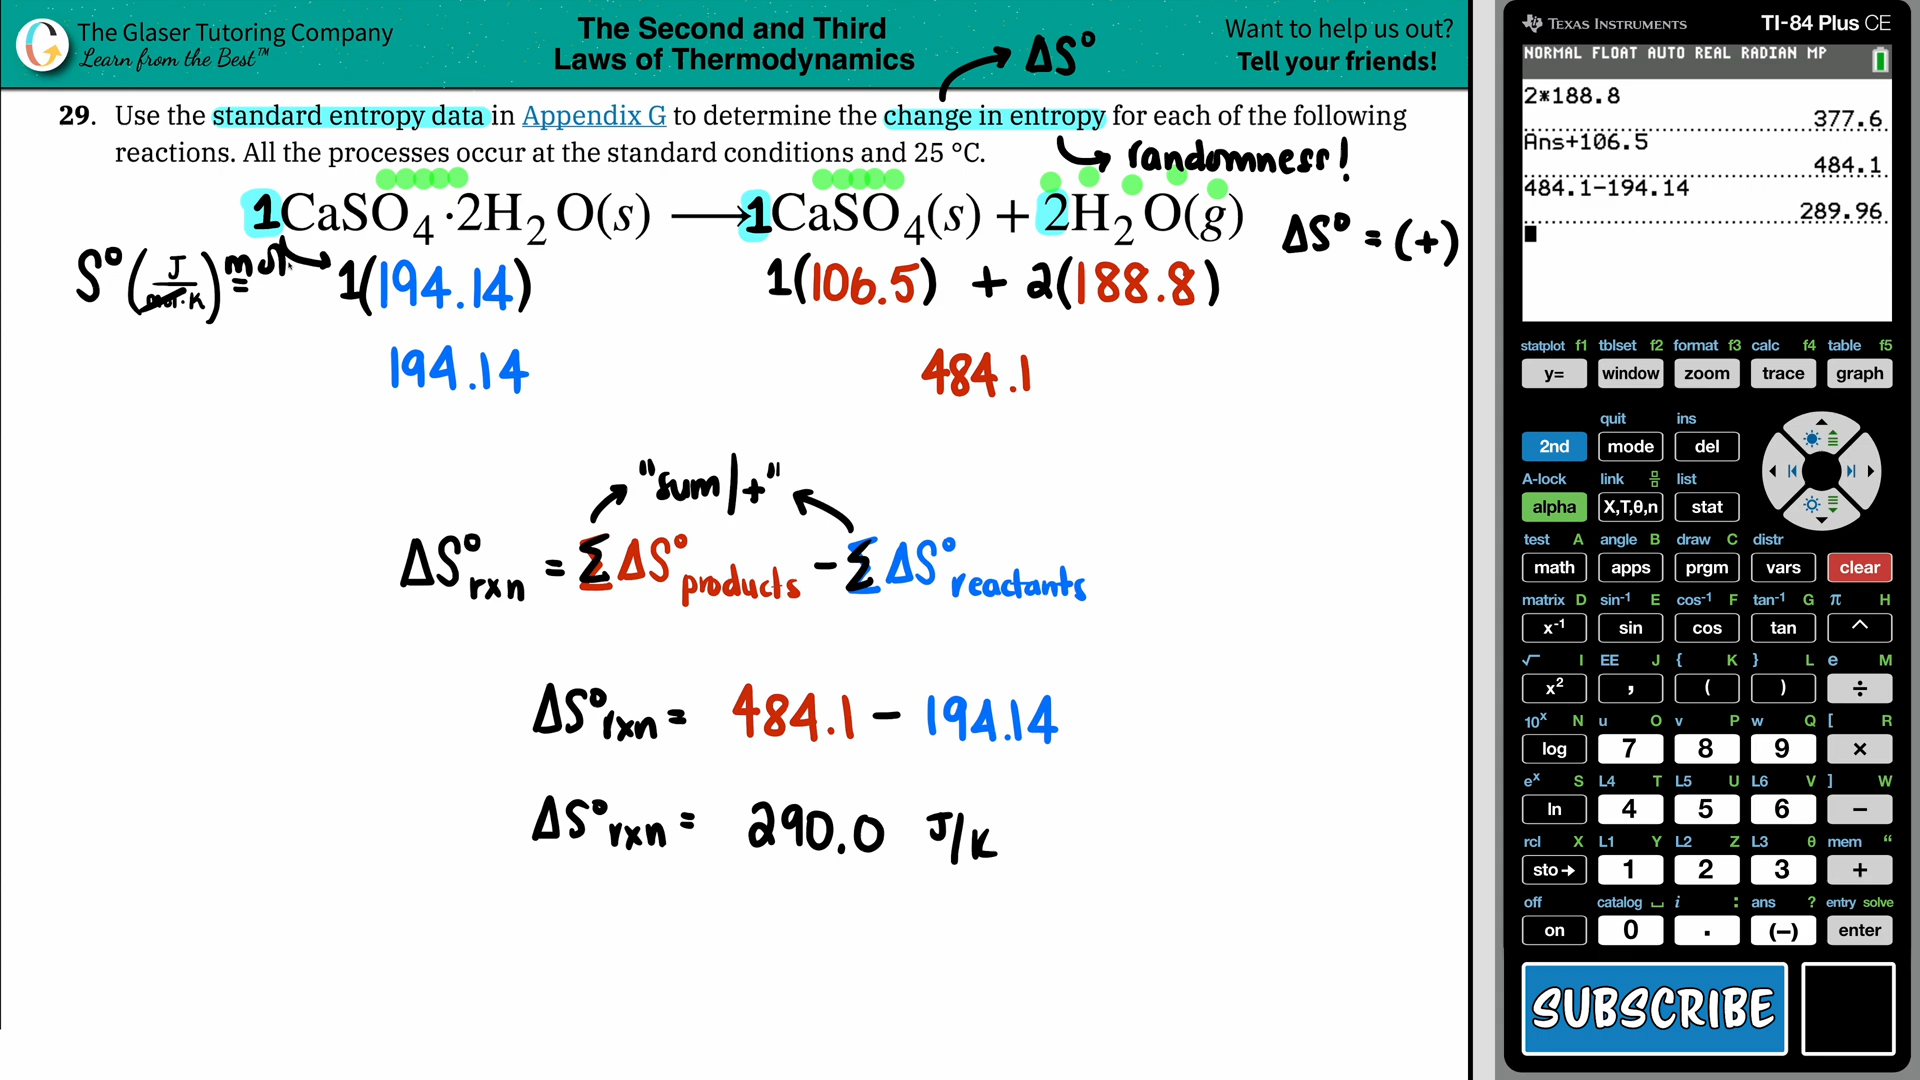 The Glaser Tutoring Company
Learn from the Best™
The Second and Third
Laws of Thermodynamics
ΔS°
Want to help us out?
Tell your friends!
29. Use the standard entropy data in Appendix G to determine the change in entropy for each of the following
reactions. All the processes occur at the standard conditions and 25 °C.
randomness!
1CaSO₄·2H₂O(s) ⟶ 1CaSO₄(s) + 2H₂O(g)
ΔS° = (+)
S° (J/mol·K) mol 1(194.14) 1(106.5) + 2(188.8)
194.14 484.1
"sum/+"
ΔS°rxn = Σ ΔS°products − Σ ΔS°reactants
ΔS°rxn = 484.1 − 194.14
ΔS°rxn = 290.0 J/K
TEXAS INSTRUMENTS TI-84 Plus CE
NORMAL FLOAT AUTO REAL RADIAN MP
2*188.8
377.6
Ans+106.5
484.1
484.1-194.14
289.96
statplot f1 tblset f2 format f3 calc f4 table f5
y= window zoom trace graph
quit ins
2nd mode del
A-lock link list
alpha X,T,θ,n stat
test A angle B draw C distr
math apps prgm vars clear
matrix D sin⁻¹ E cos⁻¹ F tan⁻¹ G π H
x⁻¹ sin cos tan ^
√ I EE J { K } L e M
x² , ( ) ÷
10ˣ N u O v P w Q [ R
log 7 8 9 ×
eˣ S L4 T L5 U L6 V ] W
ln 4 5 6 −
rcl X L1 Y L2 Z L3 θ mem "
sto→ 1 2 3 +
off catalog ⎵ i : ans ? entry solve
on 0 . (−) enter
SUBSCRIBE